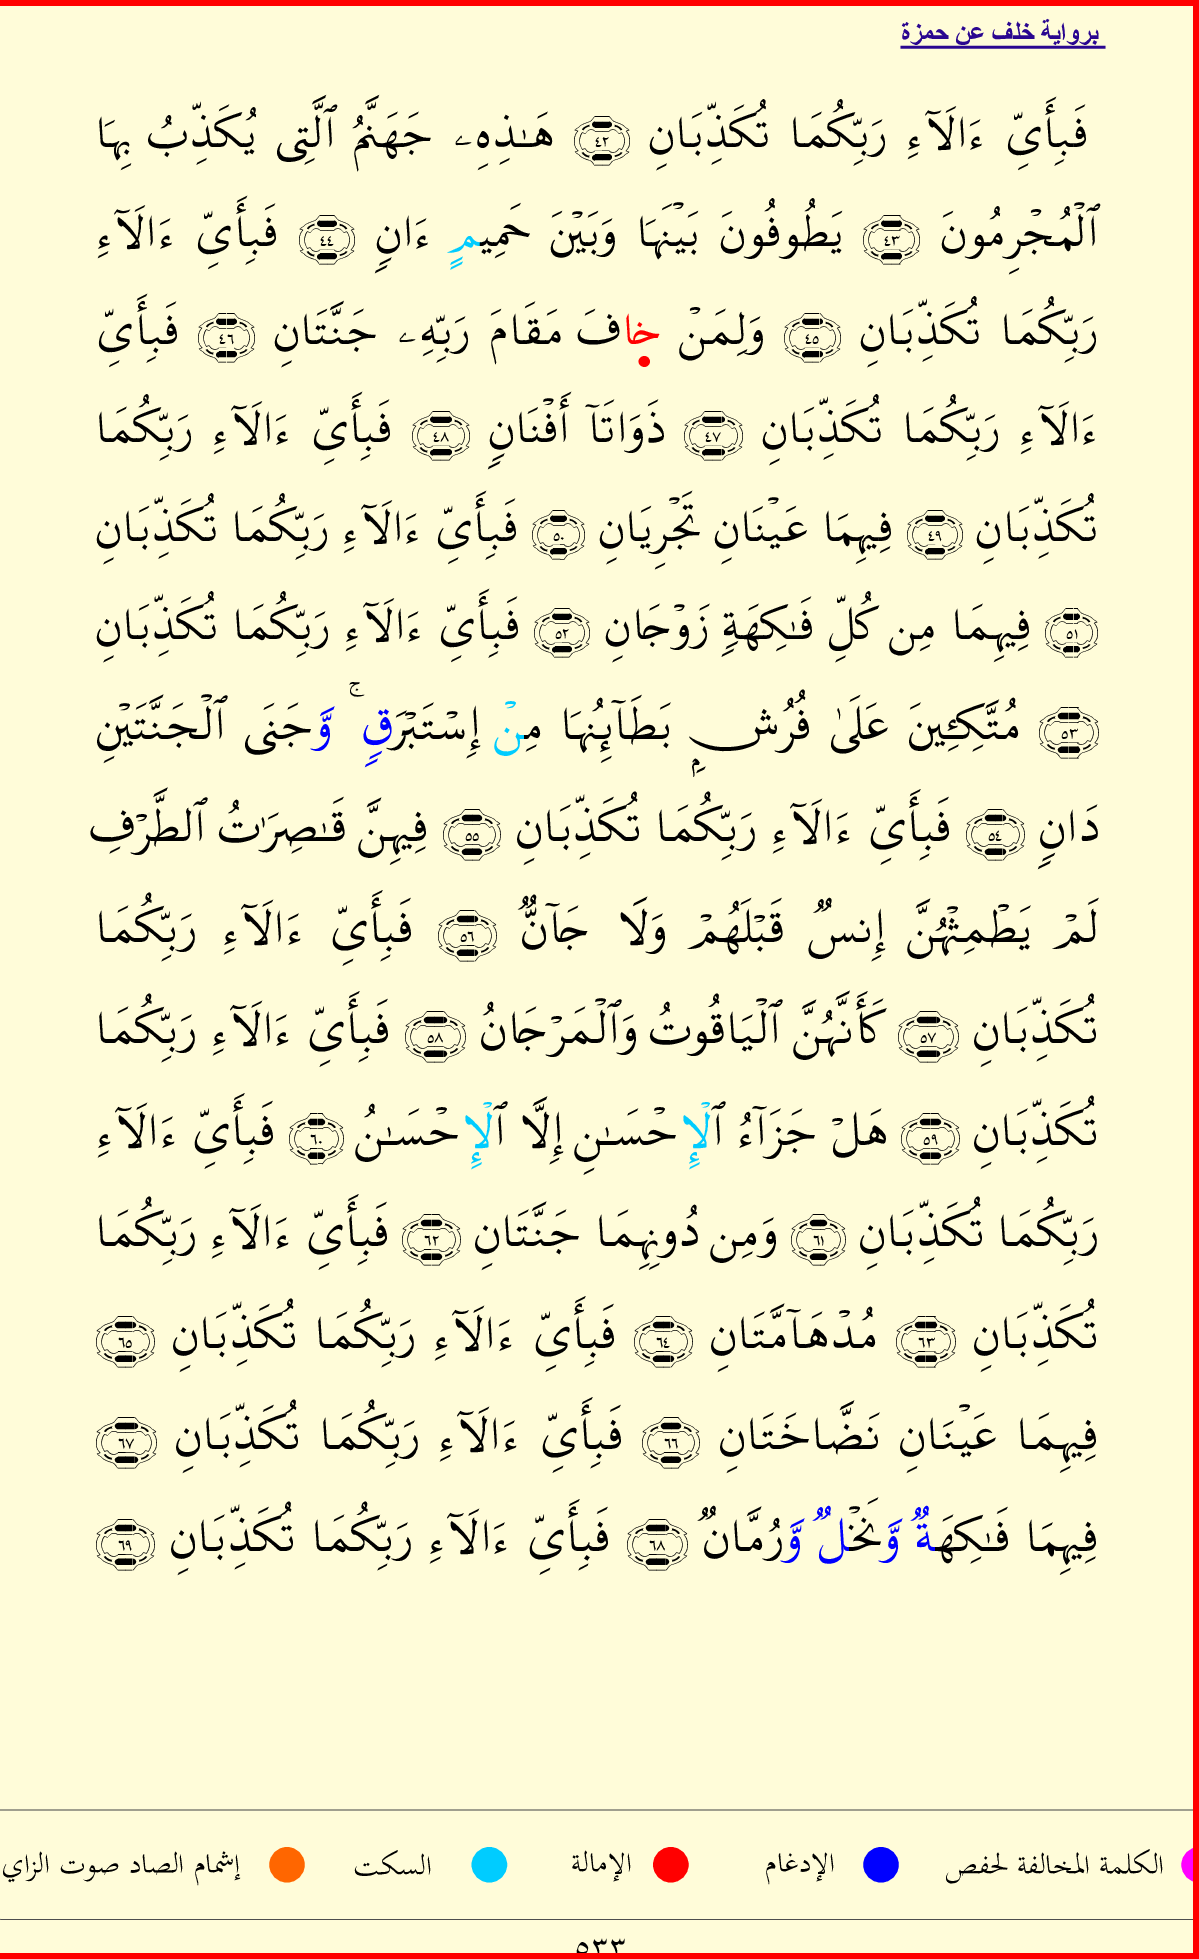 برواية خلف عن حمزة
فَبِأَيِّ ءَالَآءِ رَبِّكُمَا تُكَذِّبَانِ ٤٢ هَٰذِهِۦ جَهَنَّمُ ٱلَّتِى يُكَذِّبُ بِهَا
ٱلْمُجْرِمُونَ ٤٣ يَطُوفُونَ بَيْنَهَا وَبَيْنَ حَمِيمٍ ءَانٍ ٤٤ فَبِأَيِّ ءَالَآءِ
رَبِّكُمَا تُكَذِّبَانِ ٤٥ وَلِمَنْ خَافَ مَقَامَ رَبِّهِۦ جَنَّتَانِ ٤٦ فَبِأَيِّ
ءَالَآءِ رَبِّكُمَا تُكَذِّبَانِ ٤٧ ذَوَاتَآ أَفْنَانٍ ٤٨ فَبِأَيِّ ءَالَآءِ رَبِّكُمَا
تُكَذِّبَانِ ٤٩ فِيهِمَا عَيْنَانِ تَجْرِيَانِ ٥٠ فَبِأَيِّ ءَالَآءِ رَبِّكُمَا تُكَذِّبَانِ
٥١ فِيهِمَا مِن كُلِّ فَٰكِهَةٍ زَوْجَانِ ٥٢ فَبِأَيِّ ءَالَآءِ رَبِّكُمَا تُكَذِّبَانِ
٥٣ مُتَّكِـِٔينَ عَلَىٰ فُرُشٍۭ بَطَآئِنُهَا مِنْ إِسْتَبْرَقٍ ۚ وَّجَنَى ٱلْجَنَّتَيْنِ
دَانٍ ٥٤ فَبِأَيِّ ءَالَآءِ رَبِّكُمَا تُكَذِّبَانِ ٥٥ فِيهِنَّ قَٰصِرَٰتُ ٱلطَّرْفِ
لَمْ يَطْمِثْهُنَّ إِنسٌ قَبْلَهُمْ وَلَا جَآنٌّ ٥٦ فَبِأَيِّ ءَالَآءِ رَبِّكُمَا
تُكَذِّبَانِ ٥٧ كَأَنَّهُنَّ ٱلْيَاقُوتُ وَٱلْمَرْجَانُ ٥٨ فَبِأَيِّ ءَالَآءِ رَبِّكُمَا
تُكَذِّبَانِ ٥٩ هَلْ جَزَآءُ ٱلْإِحْسَٰنِ إِلَّا ٱلْإِحْسَٰنُ ٦٠ فَبِأَيِّ ءَالَآءِ
رَبِّكُمَا تُكَذِّبَانِ ٦١ وَمِن دُونِهِمَا جَنَّتَانِ ٦٢ فَبِأَيِّ ءَالَآءِ رَبِّكُمَا
تُكَذِّبَانِ ٦٣ مُدْهَآمَّتَانِ ٦٤ فَبِأَيِّ ءَالَآءِ رَبِّكُمَا تُكَذِّبَانِ ٦٥
فِيهِمَا عَيْنَانِ نَضَّاخَتَانِ ٦٦ فَبِأَيِّ ءَالَآءِ رَبِّكُمَا تُكَذِّبَانِ ٦٧
فِيهِمَا فَٰكِهَةٌ وَّنَخْلٌ وَّرُمَّانٌ ٦٨ فَبِأَيِّ ءَالَآءِ رَبِّكُمَا تُكَذِّبَانِ ٦٩
الكلمة المخالفة لحفص الإدغام الإمالة السكت إشمام الصاد صوت الزاي
٥٣٣